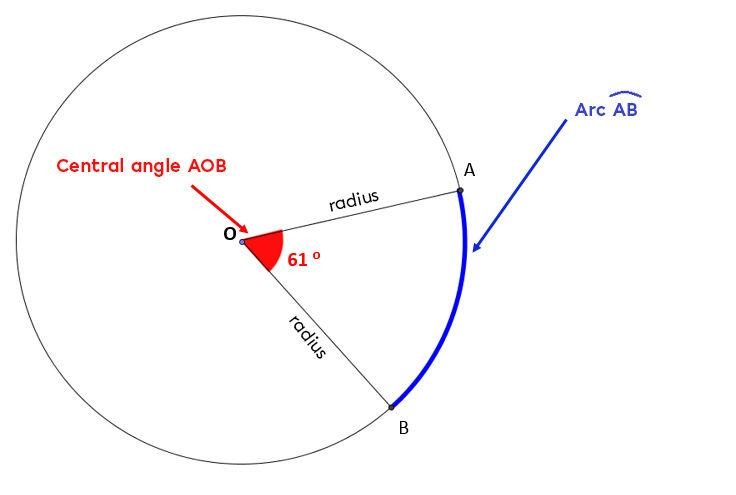 Arc AB
Central angle AOB
A
radius
O
61 º
radius
B